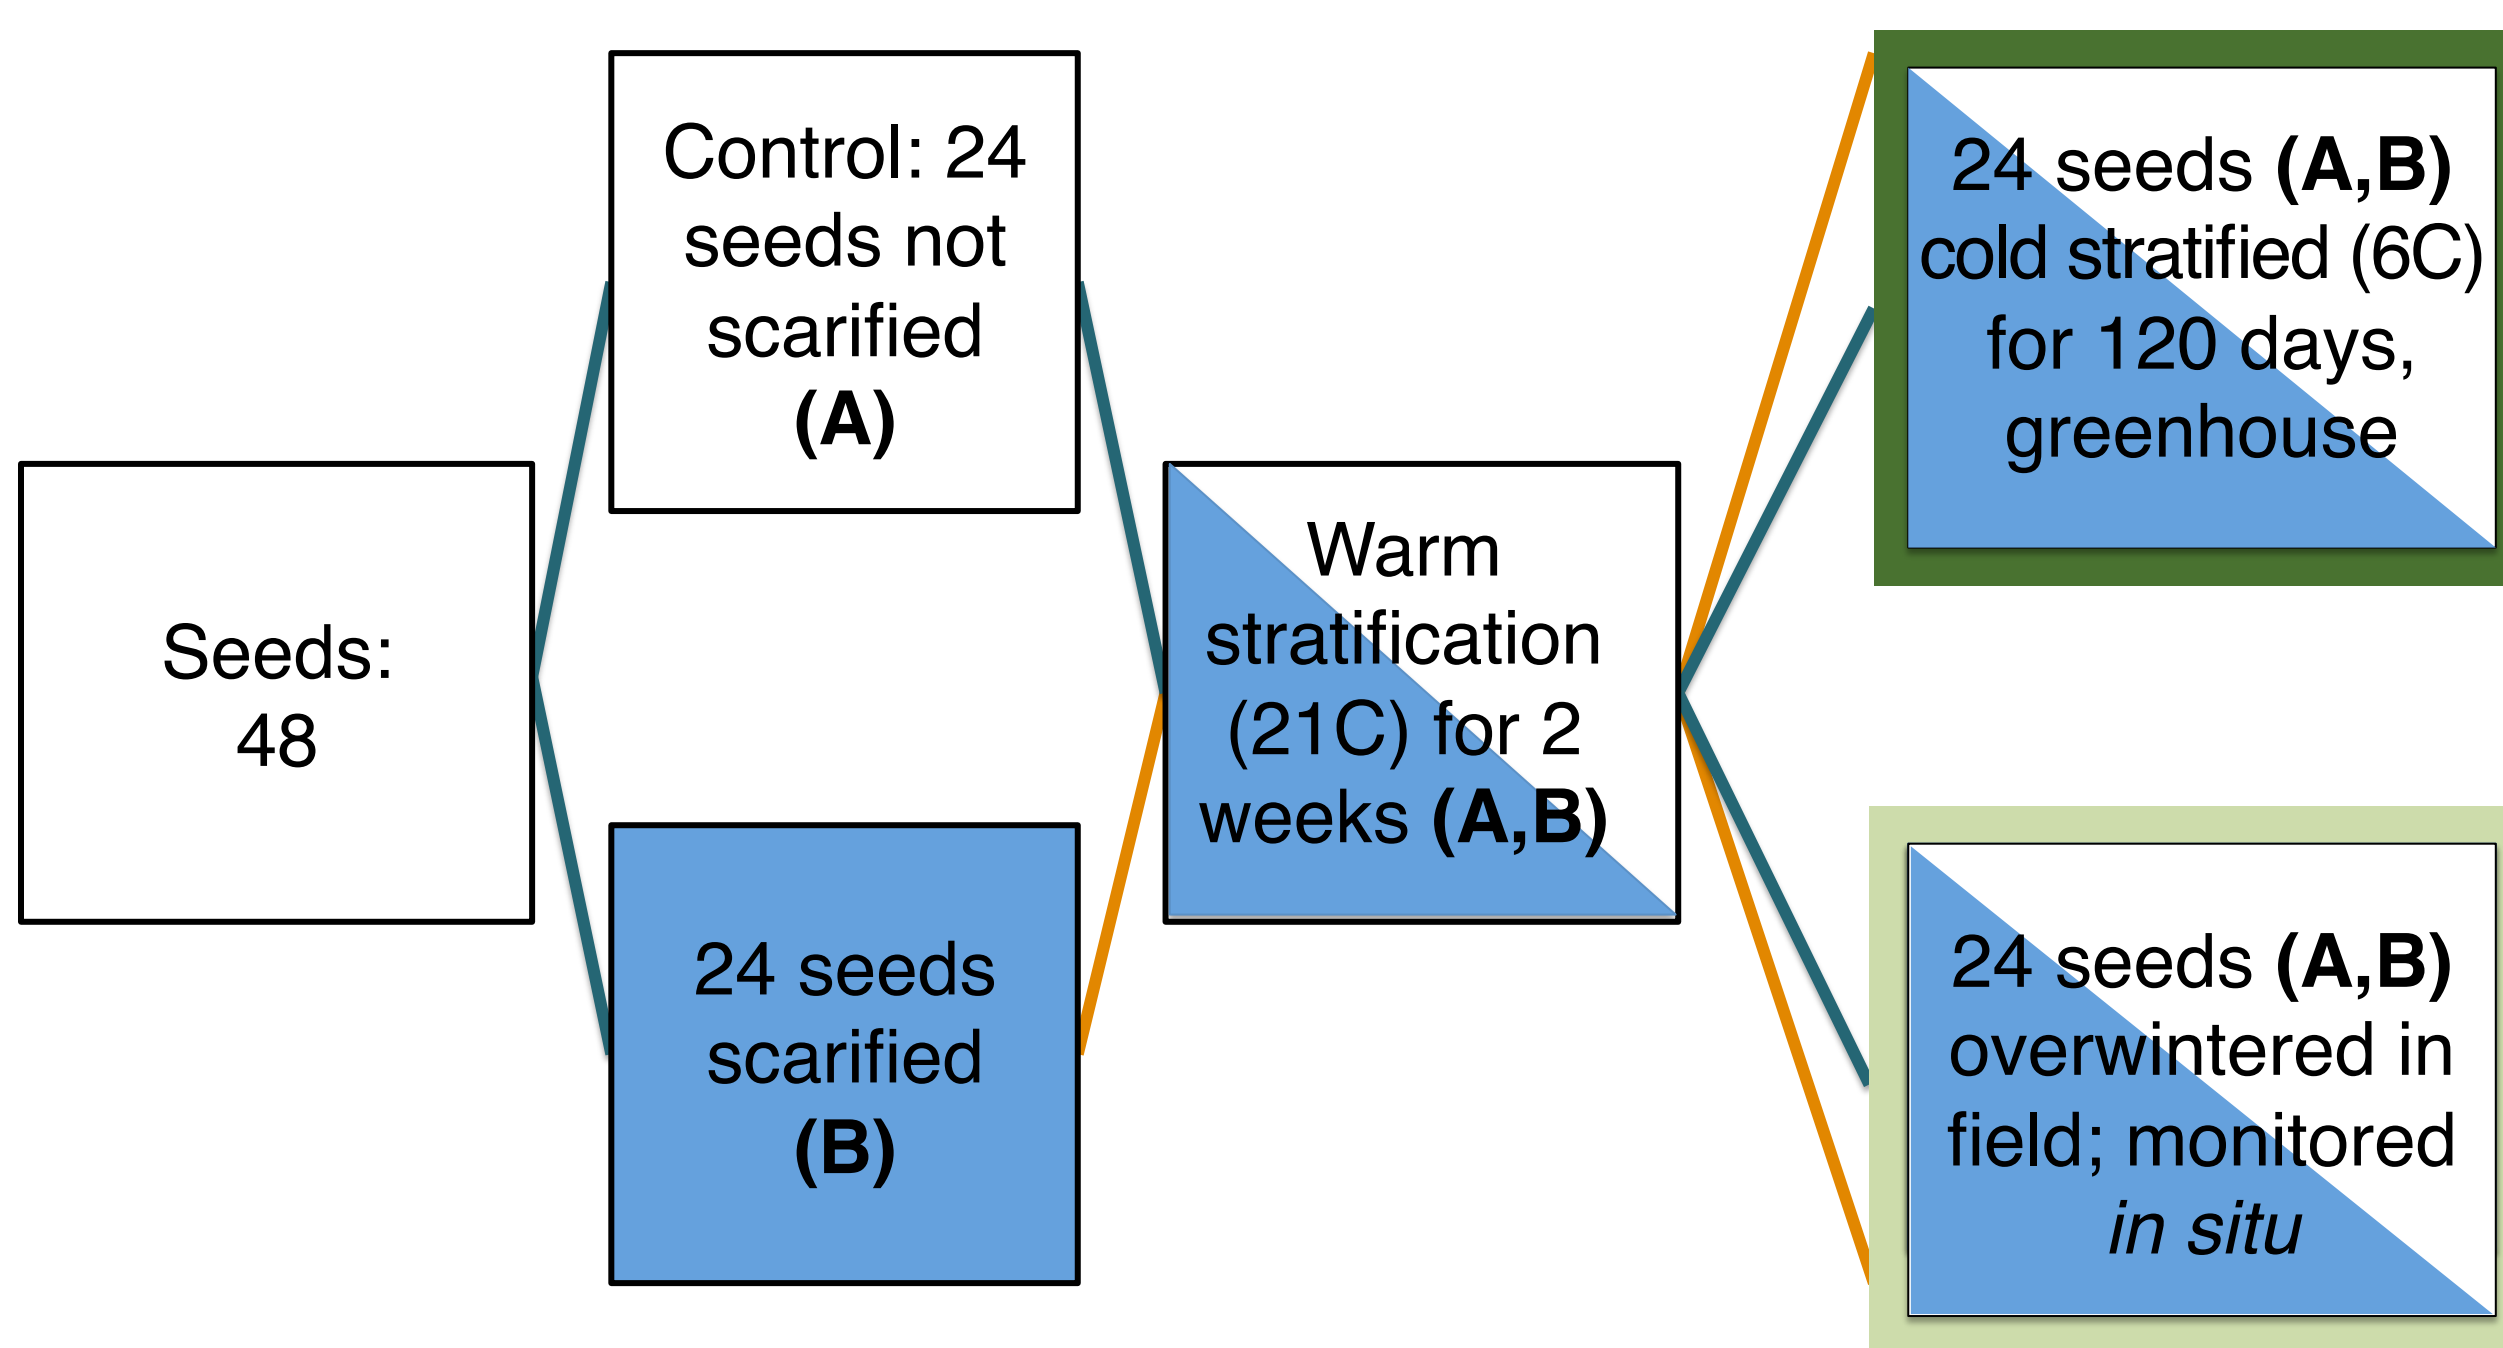 Seeds:
48
Control: 24
seeds not
scarified
(A)
24 seeds
scarified
(B)
Warm
stratification
(21C) for 2
weeks (A,B)
24 seeds (A,B)
cold stratified (6C)
for 120 days,
greenhouse
24 seeds (A,B)
overwintered in
field; monitored
in situ